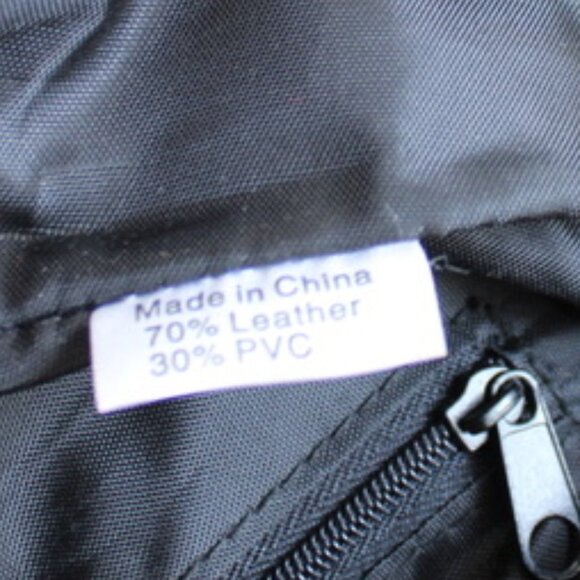 Made in China
70% Leather
30% PVC